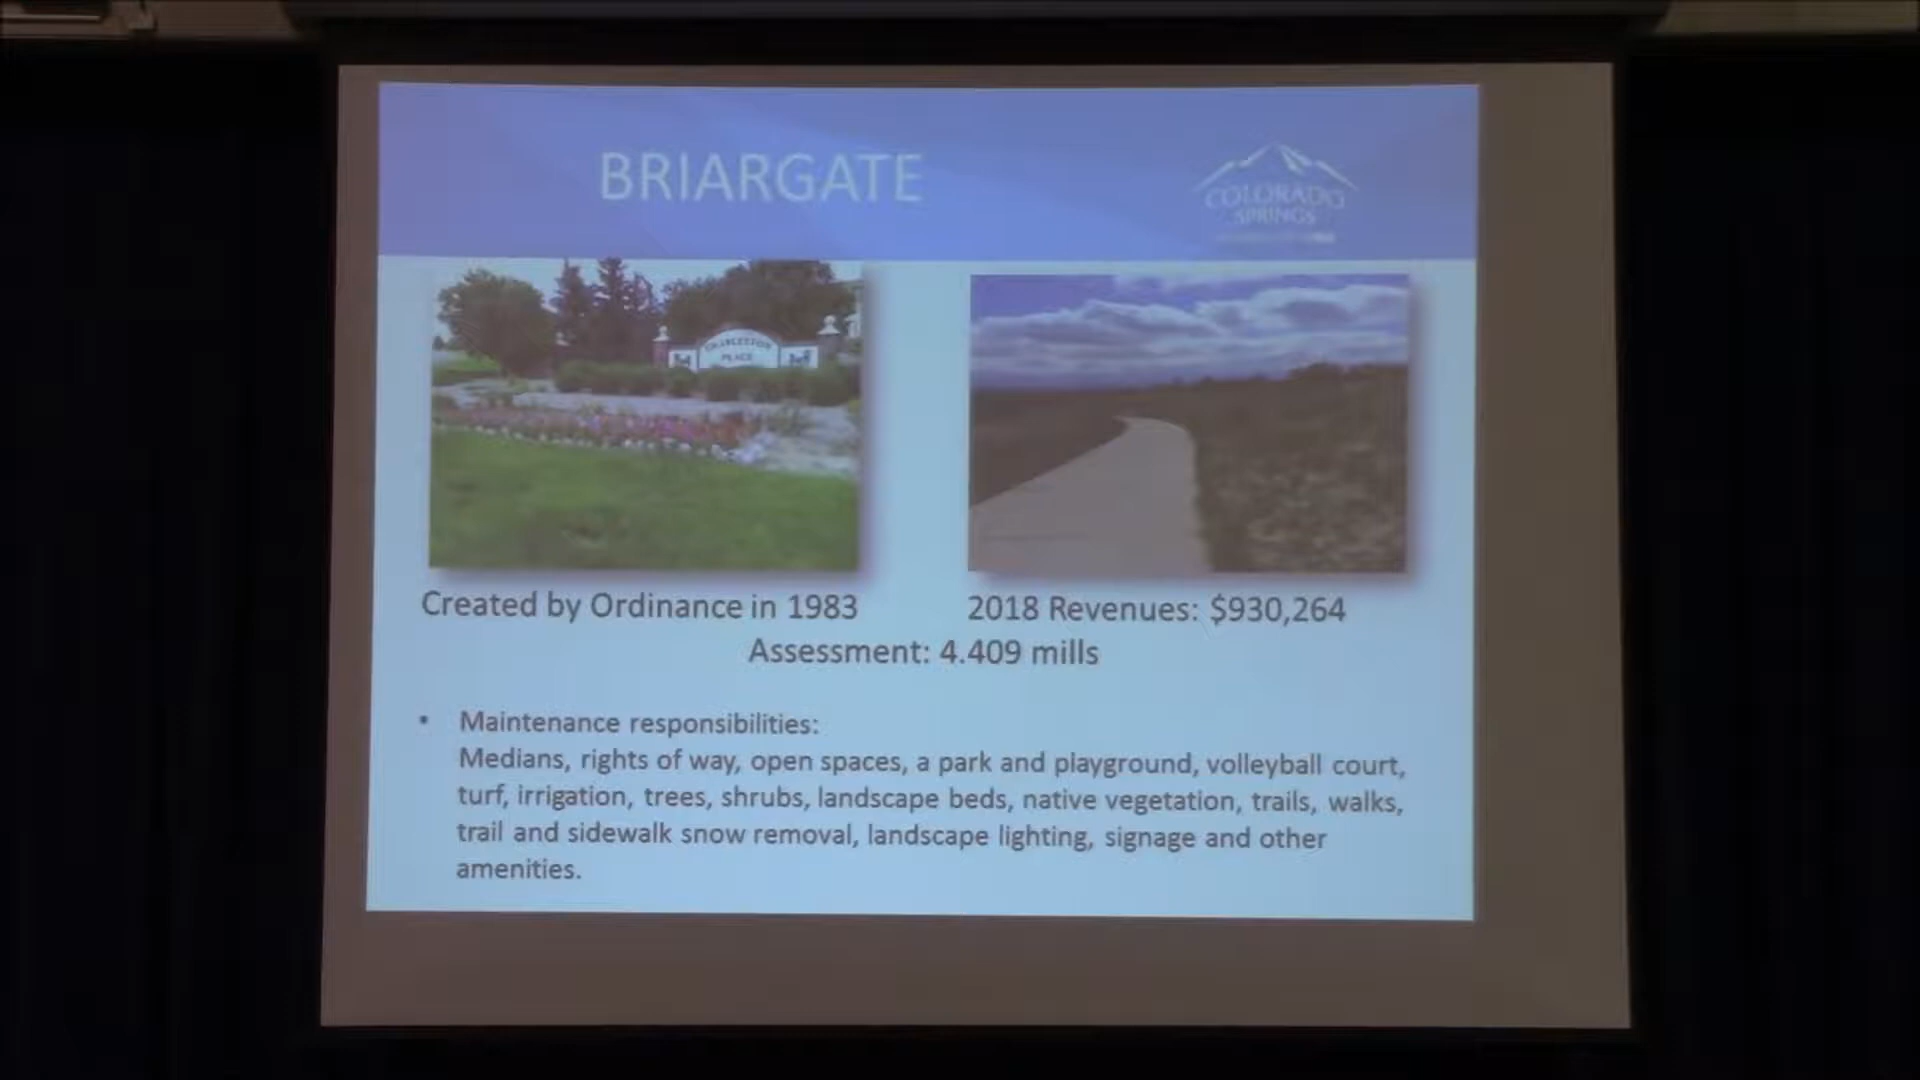 BRIARGATE
COLORADO
SPRINGS
CHARLESTON
PLACE
Created by Ordinance in 1983
2018 Revenues: $930,264
Assessment: 4.409 mills
• Maintenance responsibilities:
Medians, rights of way, open spaces, a park and playground, volleyball court,
turf, irrigation, trees, shrubs, landscape beds, native vegetation, trails, walks,
trail and sidewalk snow removal, landscape lighting, signage and other
amenities.